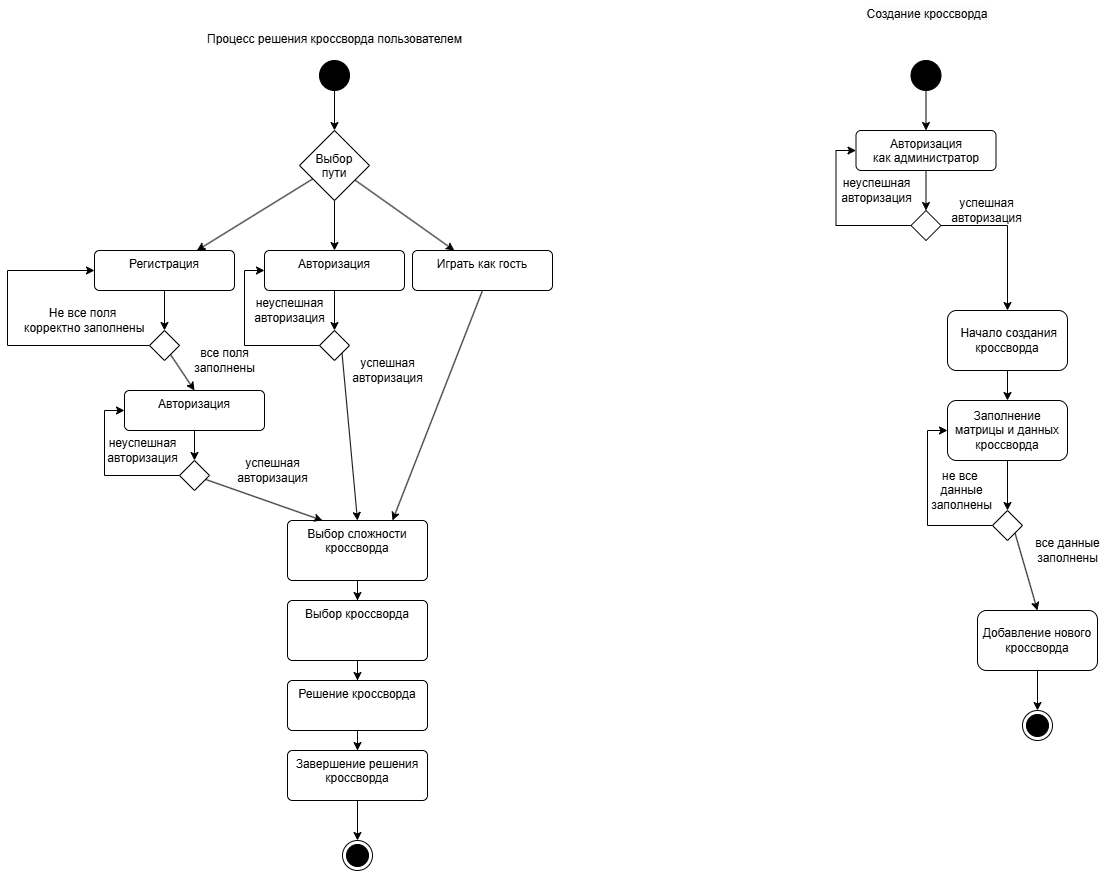 Процесс решения кроссворда пользователем
Выбор
пути
Регистрация
Авторизация
Играть как гость
Не все поля
корректно заполнены
неуспешная
авторизация
все поля
заполнены
успешная
авторизация
Авторизация
неуспешная
авторизация
успешная
авторизация
Выбор сложности
кроссворда
Выбор кроссворда
Решение кроссворда
Завершение решения
кроссворда
Создание кроссворда
Авторизация
как администратор
неуспешная
авторизация
успешная
авторизация
Начало создания
кроссворда
Заполнение
матрицы и данных
кроссворда
не все
данные
заполнены
все данные
заполнены
Добавление нового
кроссворда